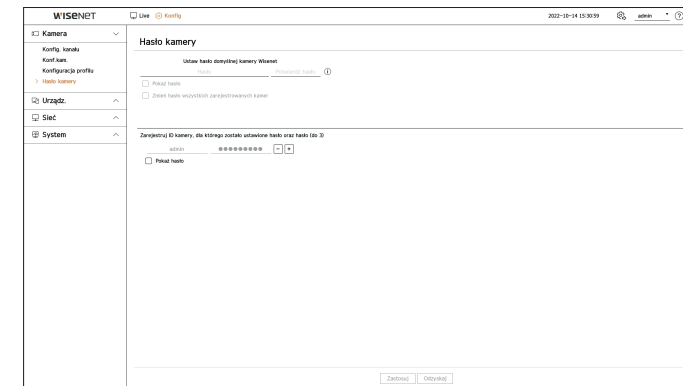 WISENET
Live Konfig
2022-10-14 15:30:59 admin
Kamera
Konfig. kanału
Konf.kam.
Konfiguracja profilu
Hasło kamery
Urządz.
Sieć
System
Hasło kamery
Ustaw hasło domyślnej kamery Wisenet
Hasło Potwierdź hasło
Pokaż hasło
Zmień hasło wszystkich zarejestrowanych kamer
Zarejestruj ID kamery, dla którego zostało ustawione hasło oraz hasło (do 3)
admin ●●●●●●●●● − +
Pokaż hasło
Zastosuj Odzyskaj